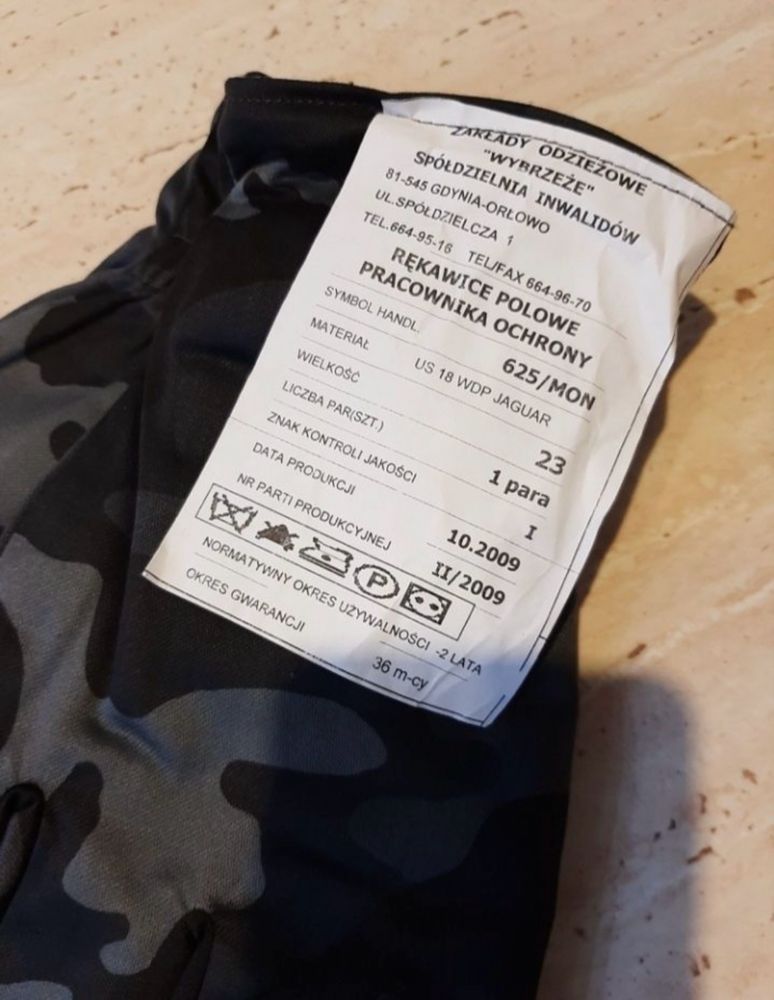 ZAKŁADY ODZIEŻOWE
"WYBRZEŻE"
SPÓŁDZIELNIA INWALIDÓW
81-545 GDYNIA-ORŁOWO
UL.SPÓŁDZIELCZA 1
TEL.664-95-16 TEL/FAX 664-96-70
RĘKAWICE POLOWE
PRACOWNIKA OCHRONY
SYMBOL HANDL. 625/MON
MATERIAŁ US 18 WDP JAGUAR
WIELKOŚĆ 23
LICZBA PAR(SZT.) 1 para
ZNAK KONTROLI JAKOŚCI I
DATA PRODUKCJI 10.2009
NR PARTI PRODUKCYJNEJ II/2009
P
NORMATYWNY OKRES UŻYWALNOŚCI -2 LATA
OKRES GWARANCJI 36 m-cy